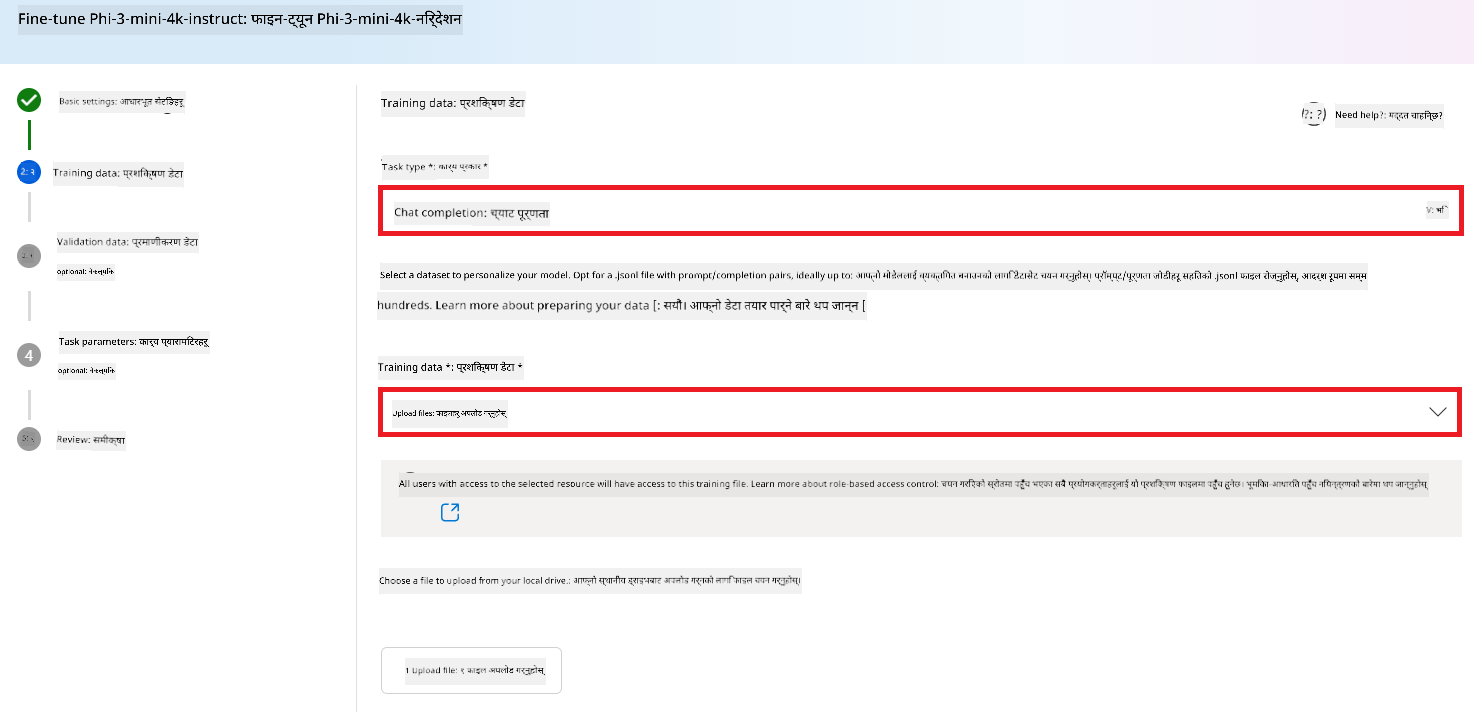 Fine-tune Phi-3-mini-4k-instruct: फाइन-ट्यून Phi-3-mini-4k-निर्देशन
Basic settings: आधारभूत सेटिङहरू
2: २
Training data: प्रशिक्षण डेटा
Validation data: प्रमाणीकरण डेटा
optional: वैकल्पिक
4
Task parameters: कार्य प्यारामिटरहरू
optional: वैकल्पिक
Review: समीक्षा
Training data: प्रशिक्षण डेटा
?: ?
Need help?: मद्दत चाहिन्छ?
Task type *: कार्य प्रकार *
Chat completion: च्याट पूर्णता
V: भि
Select a dataset to personalize your model. Opt for a .jsonl file with prompt/completion pairs, ideally up to: आफ्नो मोडेललाई व्यक्तिगत बनाउनको लागि डेटासेट चयन गर्नुहोस्। प्रॉम्प्ट/पूर्णता जोडीहरू सहितको .jsonl फाइल रोज्नुहोस्, आदर्श रूपमा सम्म
hundreds. Learn more about preparing your data [: सयौं। आफ्नो डेटा तयार पार्ने बारे थप जान्न [
Training data *: प्रशिक्षण डेटा *
Upload files: फाइलहरू अपलोड गर्नुहोस्
All users with access to the selected resource will have access to this training file. Learn more about role-based access control: चयन गरिएको स्रोतमा पहुँच भएका सबै प्रयोगकर्ताहरूलाई यो प्रशिक्षण फाइलमा पहुँच हुनेछ। भूमिका-आधारित पहुँच नियन्त्रणको बारेमा थप जान्नुहोस्
Choose a file to upload from your local drive.: आफ्नो स्थानीय ड्राइभबाट अपलोड गर्नको लागि फाइल चयन गर्नुहोस्।
1 Upload file: १ फाइल अपलोड गर्नुहोस्